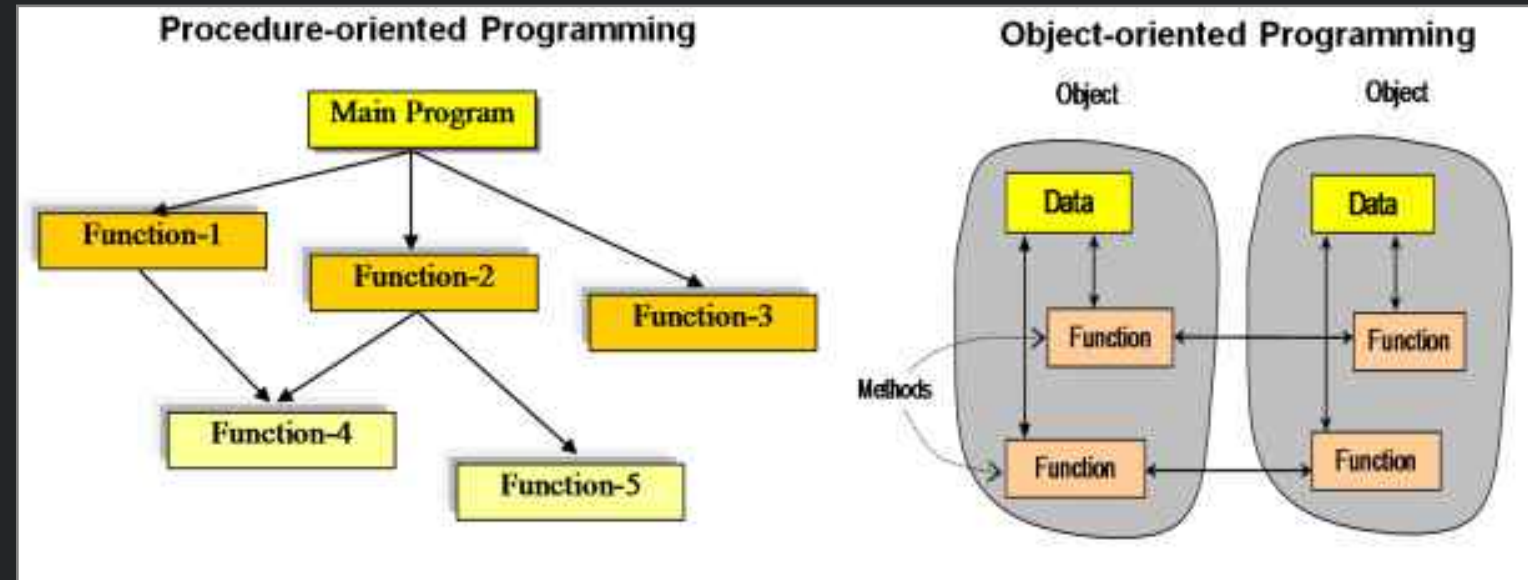 Procedure-oriented Programming
Main Program
Function-1
Function-2
Function-3
Function-4
Function-5
Object-oriented Programming
Object
Object
Data
Data
Function
Function
Methods
Function
Function